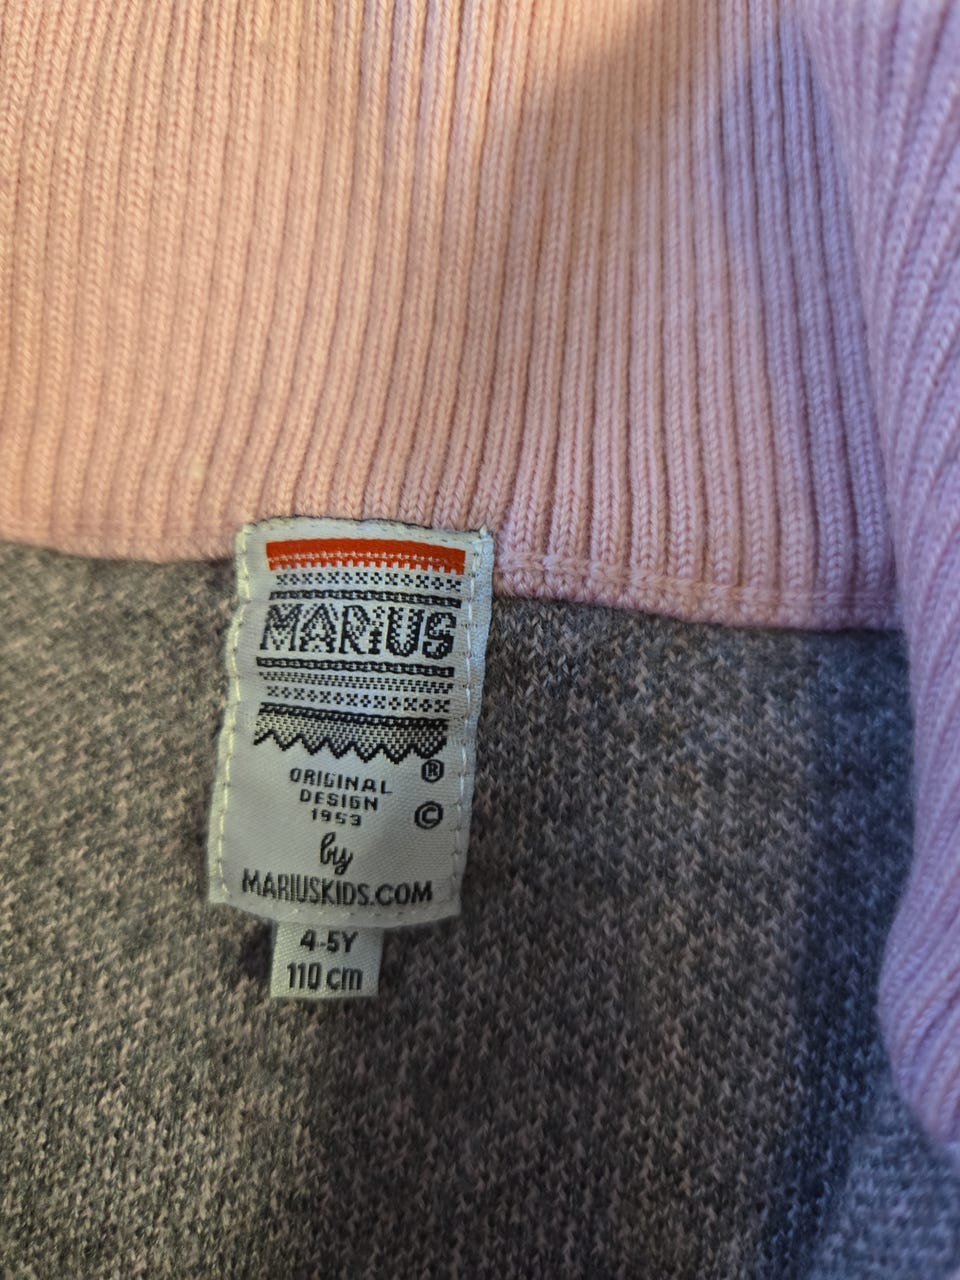 MARIUS
®
ORIGINAL
DESIGN
1953
©
by
MARIUSKIDS.COM
4-5Y
110 cm